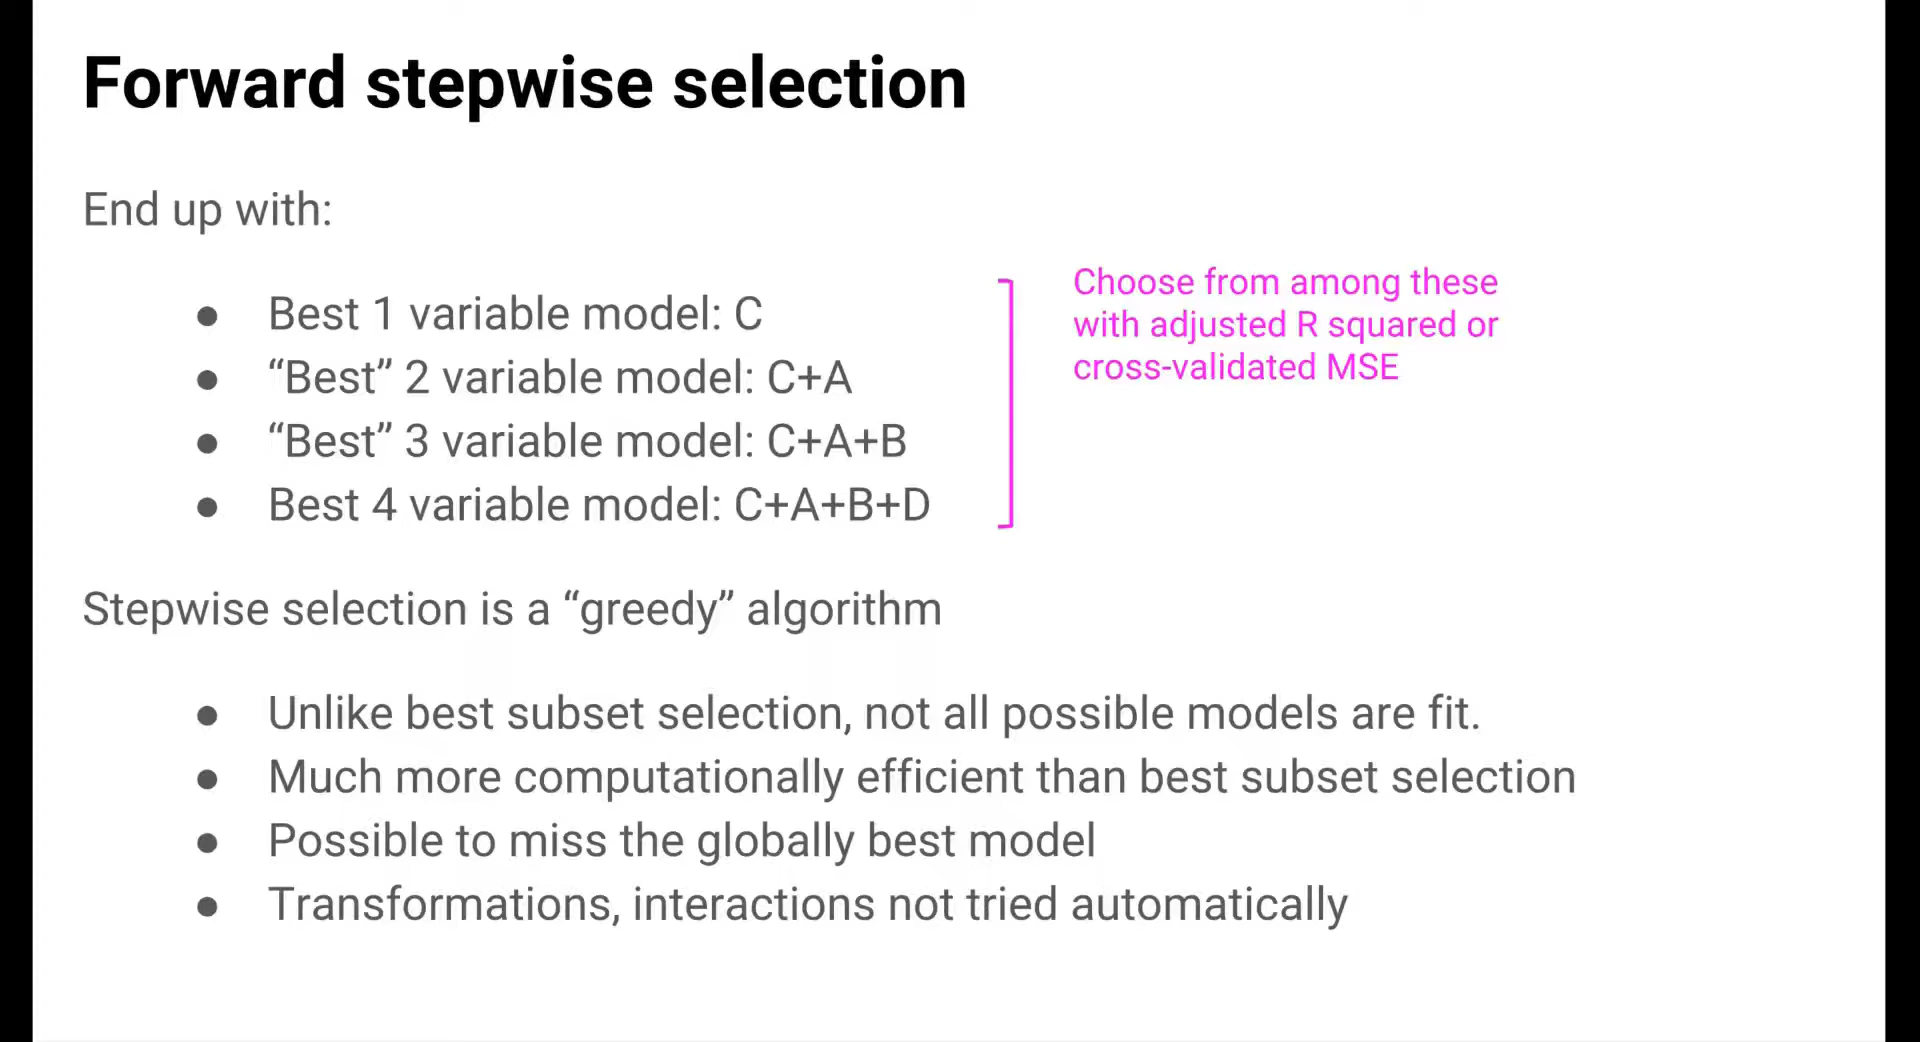 Forward stepwise selection
End up with:
● Best 1 variable model: C
● “Best” 2 variable model: C+A
● “Best” 3 variable model: C+A+B
● Best 4 variable model: C+A+B+D
Choose from among these
with adjusted R squared or
cross-validated MSE
Stepwise selection is a “greedy” algorithm
● Unlike best subset selection, not all possible models are fit.
● Much more computationally efficient than best subset selection
● Possible to miss the globally best model
● Transformations, interactions not tried automatically